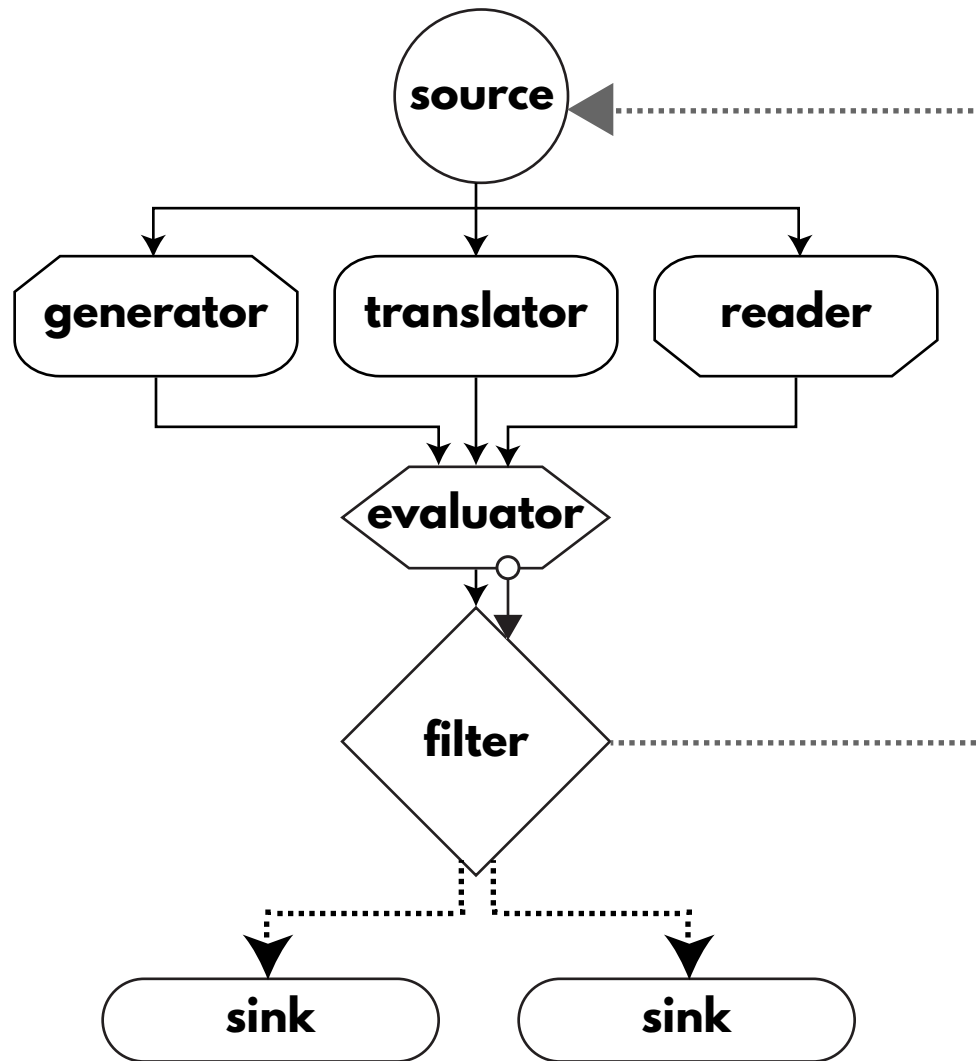 source
generator
translator
reader
evaluator
filter
sink
sink